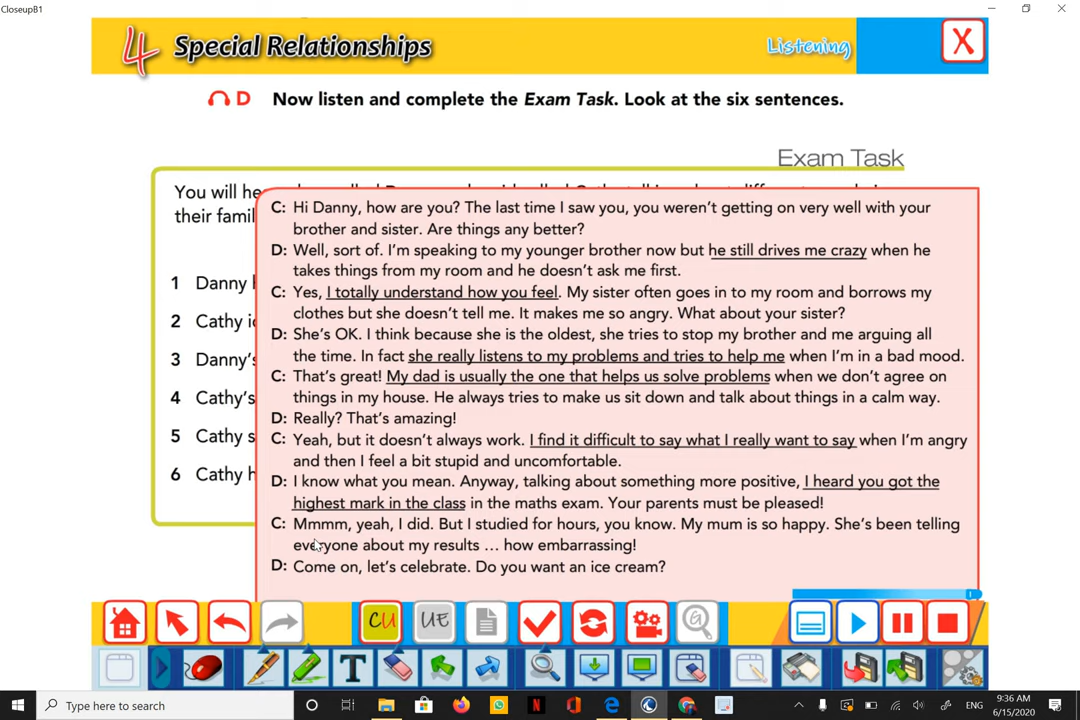 CloseupB1
4 Special Relationships
Listening
X
D Now listen and complete the Exam Task. Look at the six sentences.
Exam Task
You will he
their famil
C: Hi Danny, how are you? The last time I saw you, you weren't getting on very well with your
brother and sister. Are things any better?
D: Well, sort of. I'm speaking to my younger brother now but he still drives me crazy when he
takes things from my room and he doesn't ask me first.
1 Danny h
C: Yes, I totally understand how you feel. My sister often goes in to my room and borrows my
clothes but she doesn't tell me. It makes me so angry. What about your sister?
2 Cathy i
D: She's OK. I think because she is the oldest, she tries to stop my brother and me arguing all
the time. In fact she really listens to my problems and tries to help me when I'm in a bad mood.
3 Danny's
C: That's great! My dad is usually the one that helps us solve problems when we don't agree on
things in my house. He always tries to make us sit down and talk about things in a calm way.
4 Cathy's
D: Really? That's amazing!
C: Yeah, but it doesn't always work. I find it difficult to say what I really want to say when I'm angry
and then I feel a bit stupid and uncomfortable.
5 Cathy s
D: I know what you mean. Anyway, talking about something more positive, I heard you got the
highest mark in the class in the maths exam. Your parents must be pleased!
6 Cathy h
C: Mmmm, yeah, I did. But I studied for hours, you know. My mum is so happy. She's been telling
everyone about my results … how embarrassing!
D: Come on, let's celebrate. Do you want an ice cream?
CU UE
T
Type here to search
ENG
9:36 AM
6/15/2020